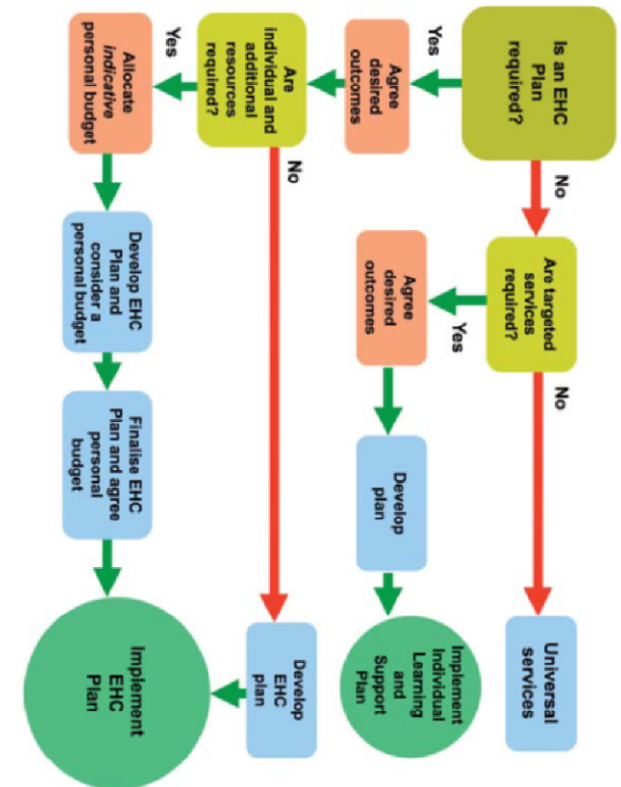 Is an EHC
Plan
required?
Yes
No
Agree
desired
outcomes
Are
individual and
additional
resources
required?
Yes
No
Allocate
indicative
personal budget
Develop EHC
Plan and
consider a
personal budget
Finalise EHC
Plan and agree
personal
budget
Implement
EHC
Plan
Develop
EHC
plan
Are targeted
services
required?
Yes
No
Agree
desired
outcomes
Develop
plan
Implement
Individual
Learning
and
Support
Plan
Universal
services